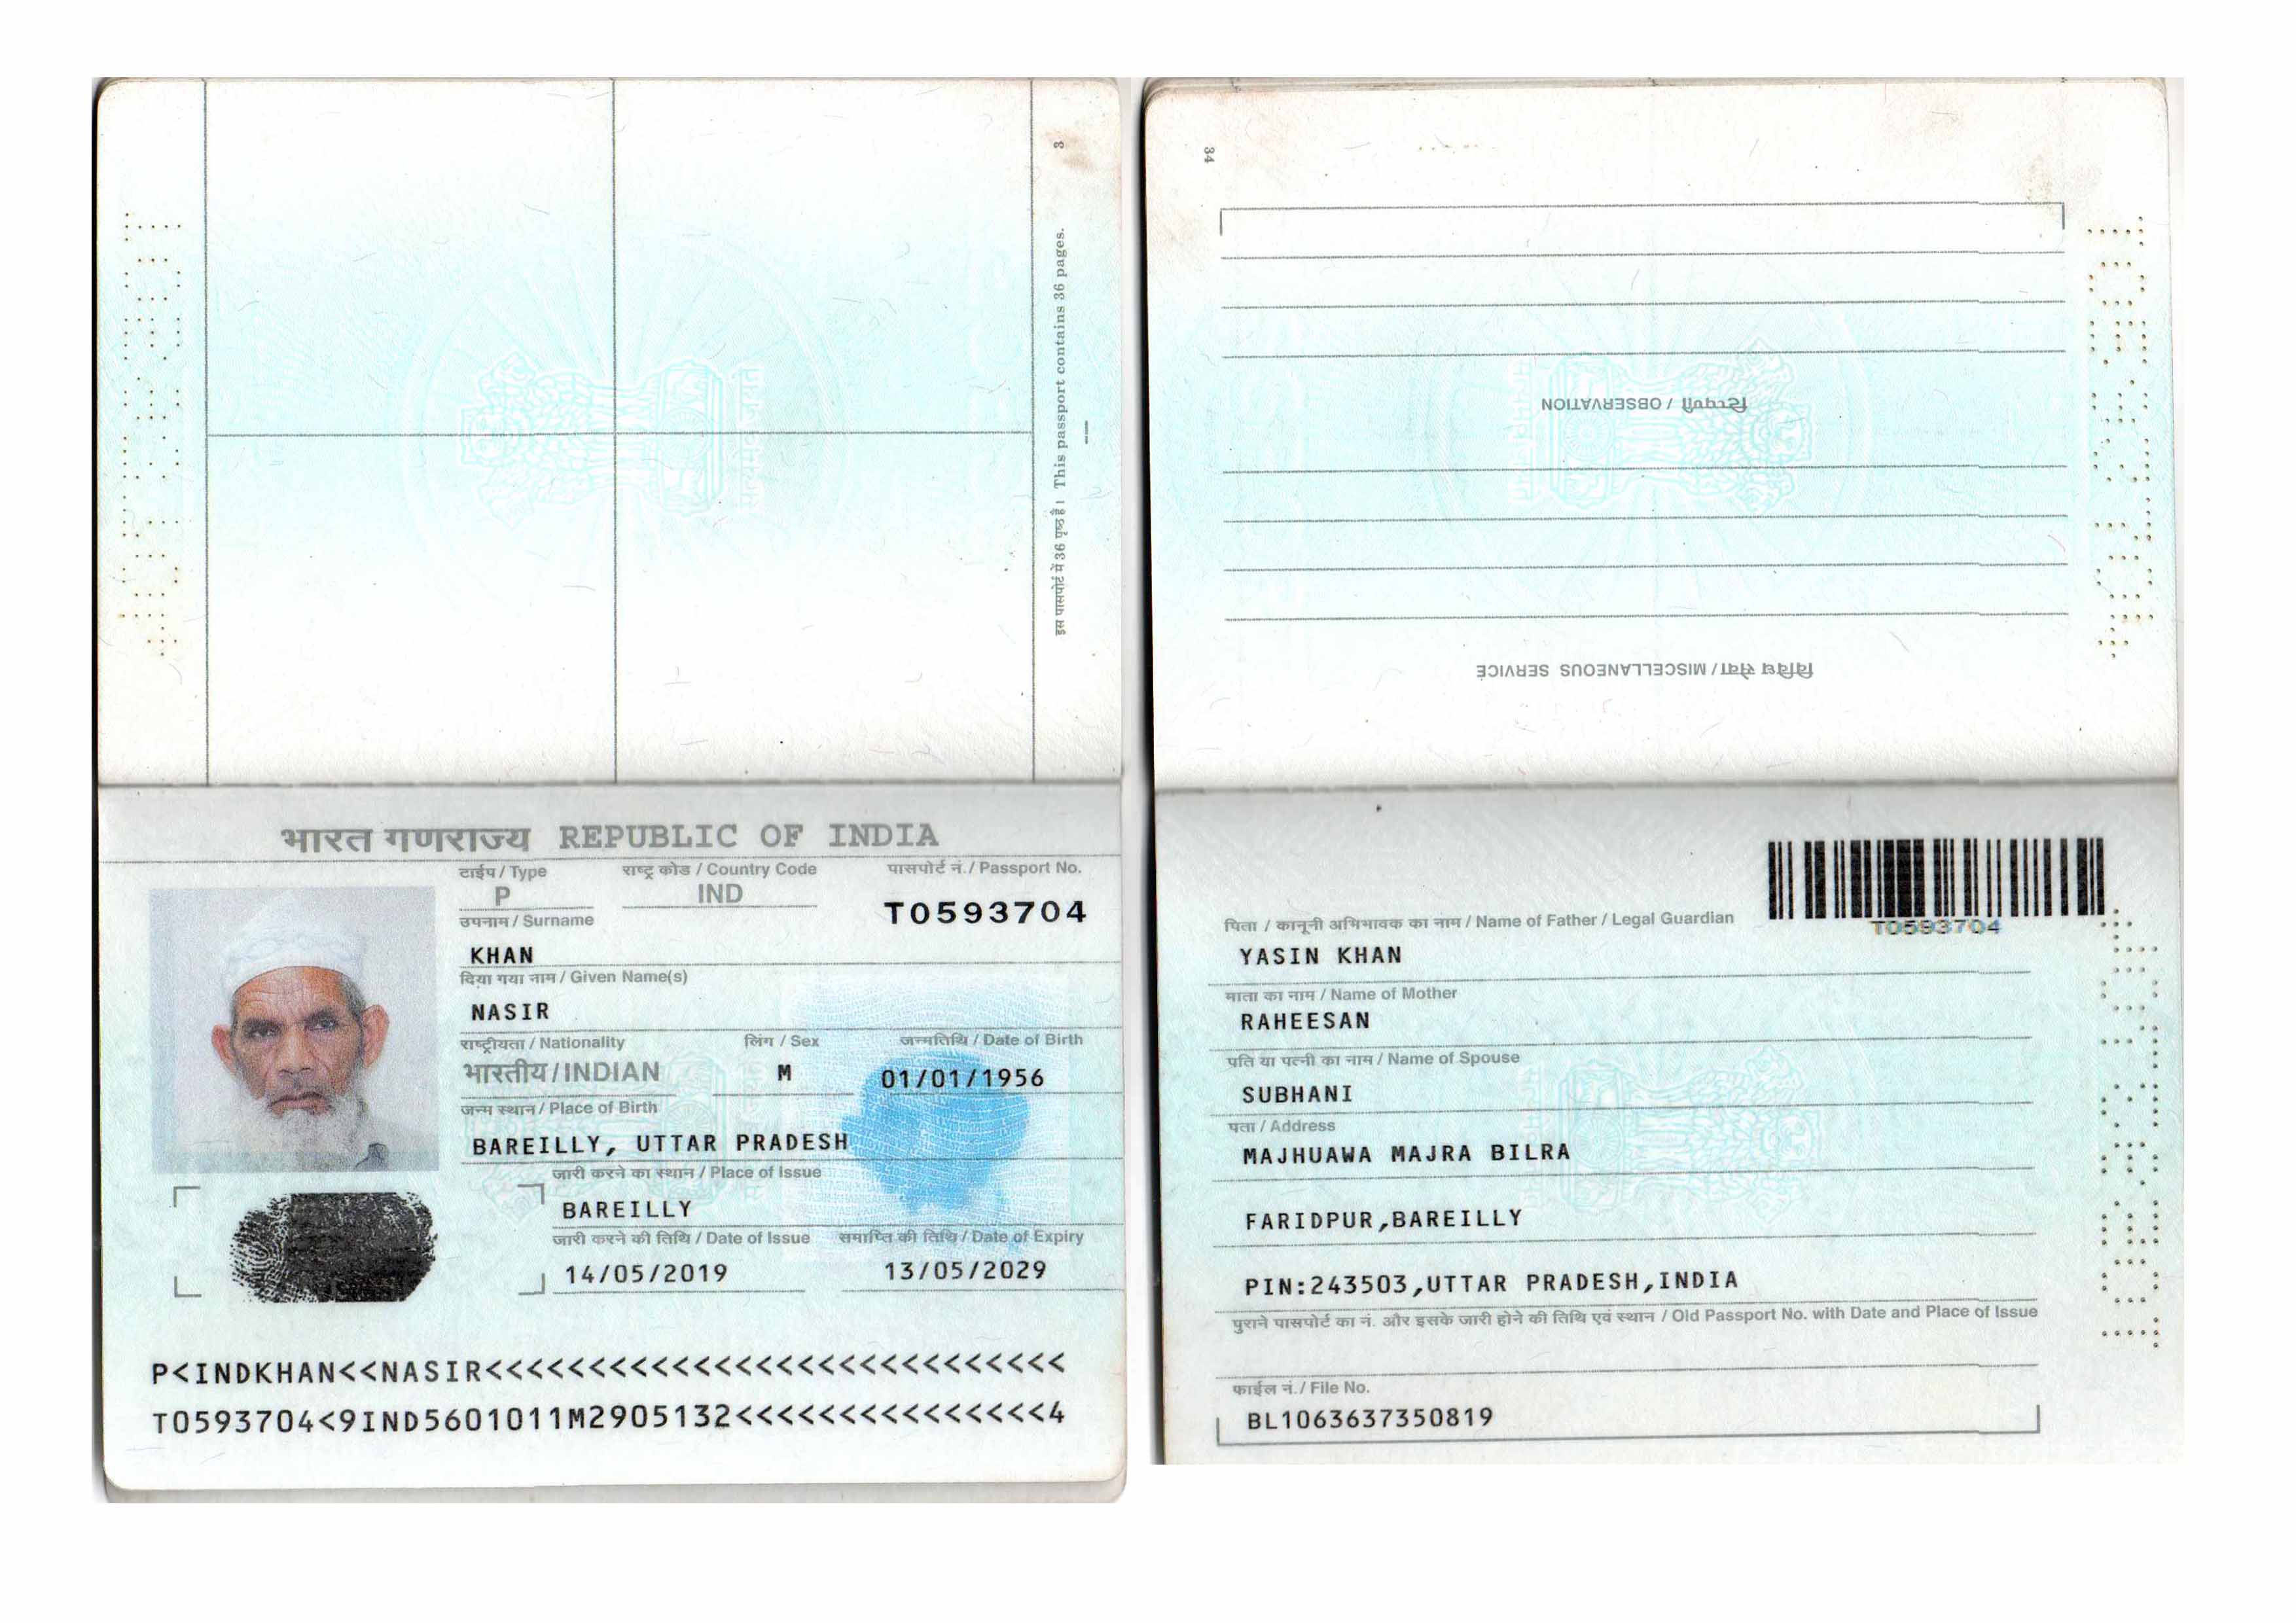 3
इस पासपोर्ट में 36 पृष्ठ हैं। This passport contains 36 pages.
भारत गणराज्य REPUBLIC OF INDIA
टाईप / Type
राष्ट्र कोड / Country Code
पासपोर्ट नं. / Passport No.
P
IND
T0593704
उपनाम / Surname
KHAN
दिया गया नाम / Given Name(s)
NASIR
राष्ट्रीयता / Nationality
लिंग / Sex
जन्मतिथि / Date of Birth
भारतीय / INDIAN
M
01/01/1956
जन्म स्थान / Place of Birth
BAREILLY, UTTAR PRADESH
जारी करने का स्थान / Place of Issue
BAREILLY
जारी करने की तिथि / Date of Issue
समाप्ति की तिथि / Date of Expiry
14/05/2019
13/05/2029
P<INDKHAN<<NASIR<<<<<<<<<<<<<<<<<<<<<<<<<<<<
T0593704<9IND5601011M2905132<<<<<<<<<<<<<<<4
34
टिप्पणी / OBSERVATION
विविध सेवा / MISCELLANEOUS SERVICE
T0593704
पिता / कानूनी अभिभावक का नाम / Name of Father / Legal Guardian
YASIN KHAN
माता का नाम / Name of Mother
RAHEESAN
पति या पत्नी का नाम / Name of Spouse
SUBHANI
पता / Address
MAJHUAWA MAJRA BILRA
FARIDPUR,BAREILLY
PIN:243503,UTTAR PRADESH,INDIA
पुराने पासपोर्ट का नं. और इसके जारी होने की तिथि एवं स्थान / Old Passport No. with Date and Place of Issue
फाईल नं. / File No.
BL1063637350819